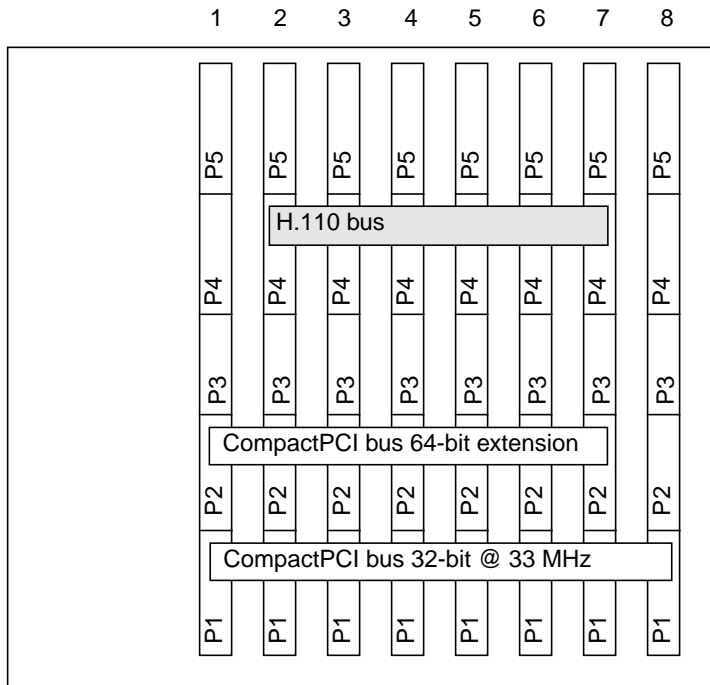 1 2 3 4 5 6 7 8
P5 P5 P5 P5 P5 P5 P5 P5
H.110 bus
P4 P4 P4 P4 P4 P4 P4 P4
P3 P3 P3 P3 P3 P3 P3 P3
CompactPCI bus 64-bit extension
P2 P2 P2 P2 P2 P2 P2 P2
CompactPCI bus 32-bit @ 33 MHz
P1 P1 P1 P1 P1 P1 P1 P1